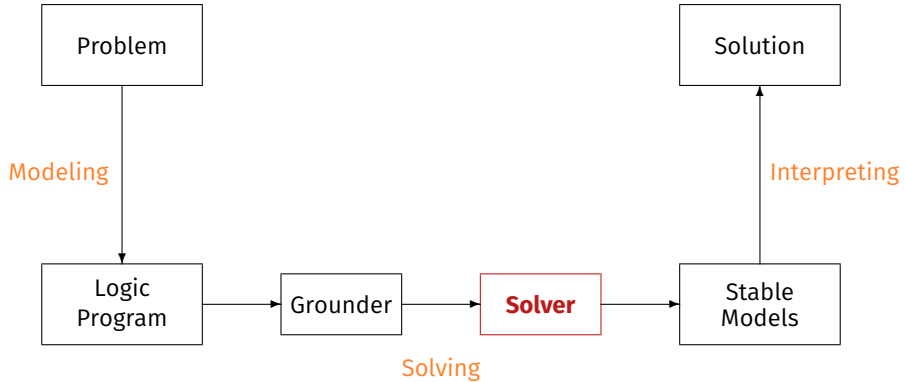 Problem
Solution
Modeling
Interpreting
Logic
Program
Grounder
Solver
Stable
Models
Solving